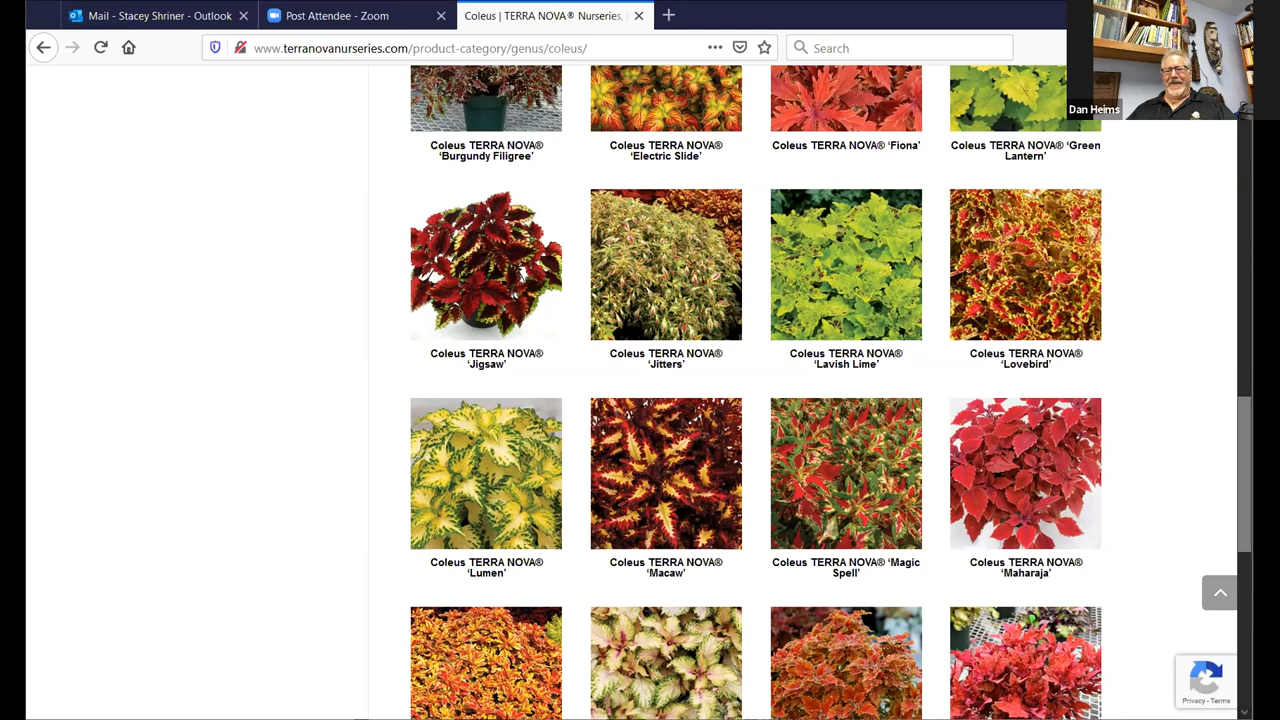 Mail - Stacey Shriner - Outlook
Post Attendee - Zoom
Coleus | TERRA NOVA® Nurseries,
www.terranovanurseries.com/product-category/genus/coleus/
Search
Dan Heims
Coleus TERRA NOVA®
‘Burgundy Filigree’
Coleus TERRA NOVA®
‘Electric Slide’
Coleus TERRA NOVA® ‘Fiona’
Coleus TERRA NOVA® ‘Green
Lantern’
Coleus TERRA NOVA®
‘Jigsaw’
Coleus TERRA NOVA®
‘Jitters’
Coleus TERRA NOVA®
‘Lavish Lime’
Coleus TERRA NOVA®
‘Lovebird’
Coleus TERRA NOVA®
‘Lumen’
Coleus TERRA NOVA®
‘Macaw’
Coleus TERRA NOVA® ‘Magic
Spell’
Coleus TERRA NOVA®
‘Maharaja’
Privacy - Terms